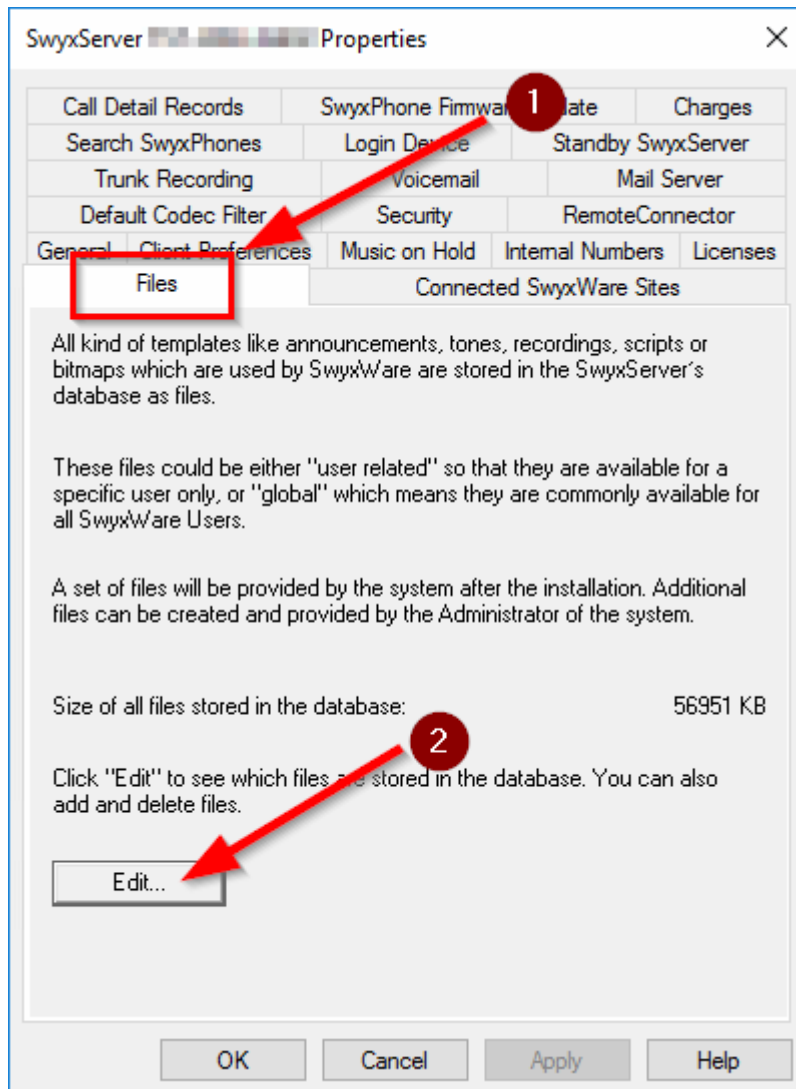 SwyxServer Properties
Call Detail Records SwyxPhone Firmware Update Charges
1
Search SwyxPhones Login Device Standby SwyxServer
Trunk Recording Voicemail Mail Server
Default Codec Filter Security RemoteConnector
General Client Preferences Music on Hold Internal Numbers Licenses
Files Connected SwyxWare Sites
All kind of templates like announcements, tones, recordings, scripts or
bitmaps which are used by SwyxWare are stored in the SwyxServer´s
database as files.
These files could be either "user related" so that they are available for a
specific user only, or "global" which means they are commonly available for
all SwyxWare Users.
A set of files will be provided by the system after the installation. Additional
files can be created and provided by the Administrator of the system.
Size of all files stored in the database: 56951 KB
2
Click "Edit" to see which files are stored in the database. You can also
add and delete files.
Edit...
OK Cancel Apply Help